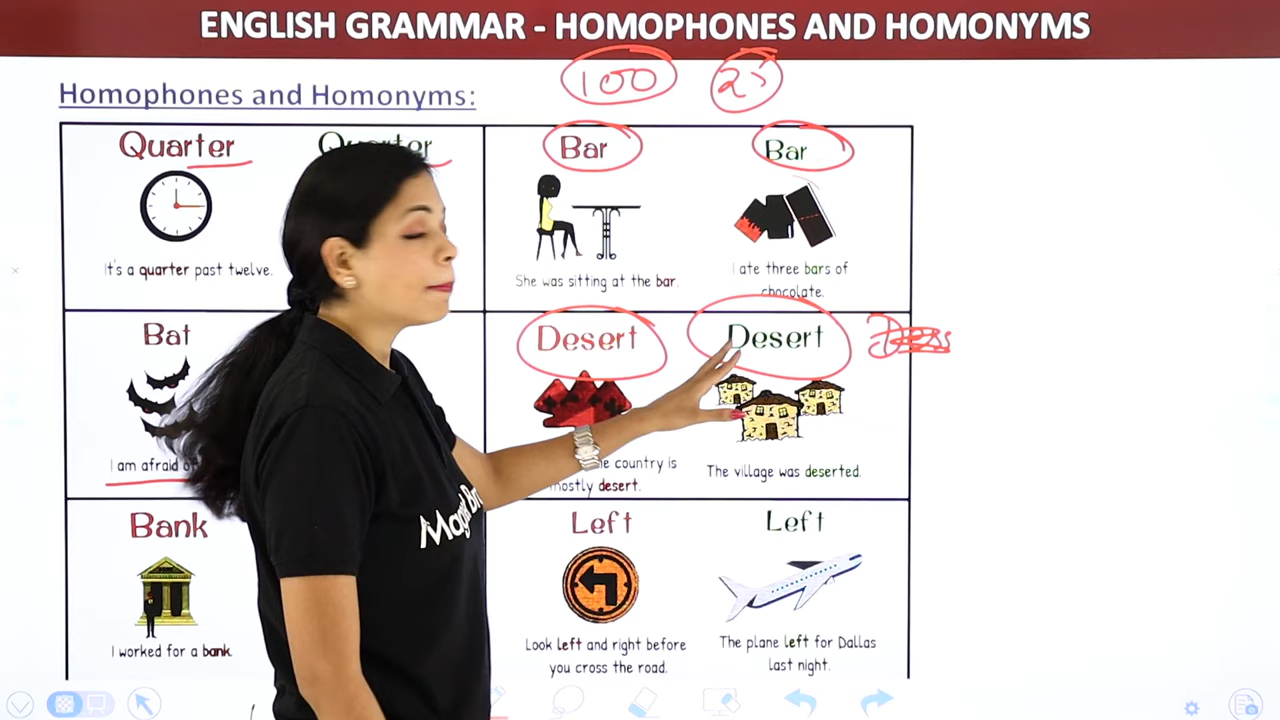 ENGLISH GRAMMAR - HOMOPHONES AND HOMONYMS
100 25
Homophones and Homonyms:
Quarter Quarter
It's a quarter past twelve.
Bar Bar
She was sitting at the bar.
I ate three bars of
chocolate.
Bat
I am afraid
Desert Desert
country is
mostly desert.
The village was deserted.
Bank
I worked for a bank.
Left Left
Look left and right before
you cross the road.
The plane left for Dallas
last night.